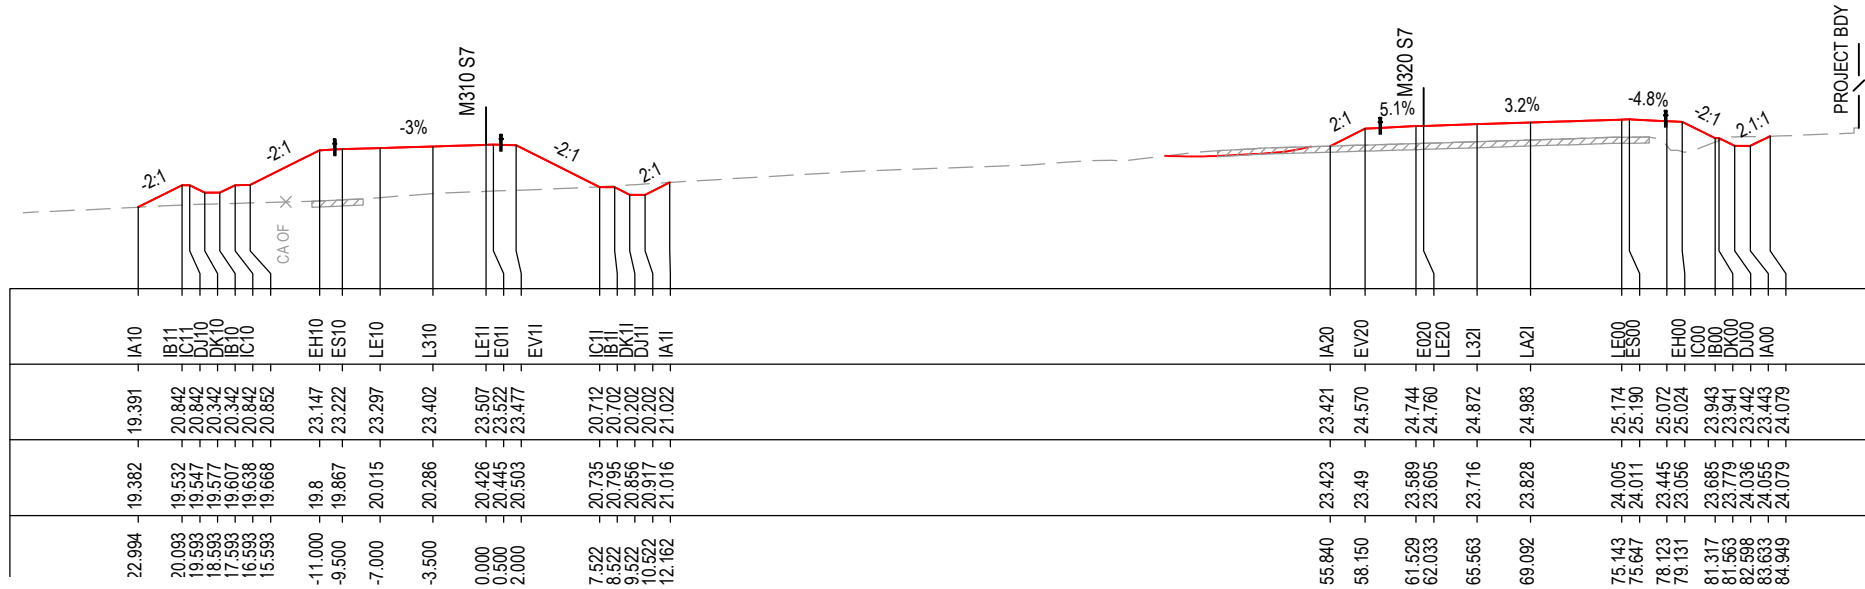 M310 S7
M320 S7
PROJECT BDY
-2:1
-2:1
-3%
-2:1
2:1
2:1
5.1%
3.2%
-4.8%
-2:1
2.1:1
CA OF
IA10 IB11 IC11 DJ10 DK10 IB10 IC10 EH10 ES10 LE10 L310 LE1I E01I EV1I IC1I IB1I DK1I DJ1I IA1I IA20 EV20 E020 LE20 L32I LA2I LE00 ES00 EH00 IC00 IB00 DK00 DJ00 IA00
19.391 20.842 20.842 20.342 20.342 20.842 20.852 23.147 23.222 23.297 23.402 23.507 23.522 23.477 20.712 20.702 20.202 20.202 21.022 23.421 24.570 24.744 24.760 24.872 24.983 25.174 25.190 25.072 25.024 23.943 23.941 23.442 23.443 24.079
19.382 19.532 19.547 19.577 19.607 19.638 19.668 19.8 19.867 20.015 20.286 20.426 20.445 20.503 20.735 20.795 20.856 20.917 21.016 23.423 23.49 23.589 23.605 23.716 23.828 24.005 24.011 23.445 23.056 23.685 23.779 24.036 24.055 24.079
22.994 20.093 19.593 18.593 17.593 16.593 15.593 -11.000 -9.500 -7.000 -3.500 0.000 0.500 2.000 7.522 8.522 9.522 10.522 12.162 55.840 58.150 61.529 62.033 65.563 69.092 75.143 75.647 78.123 79.131 81.317 81.563 82.598 83.633 84.949